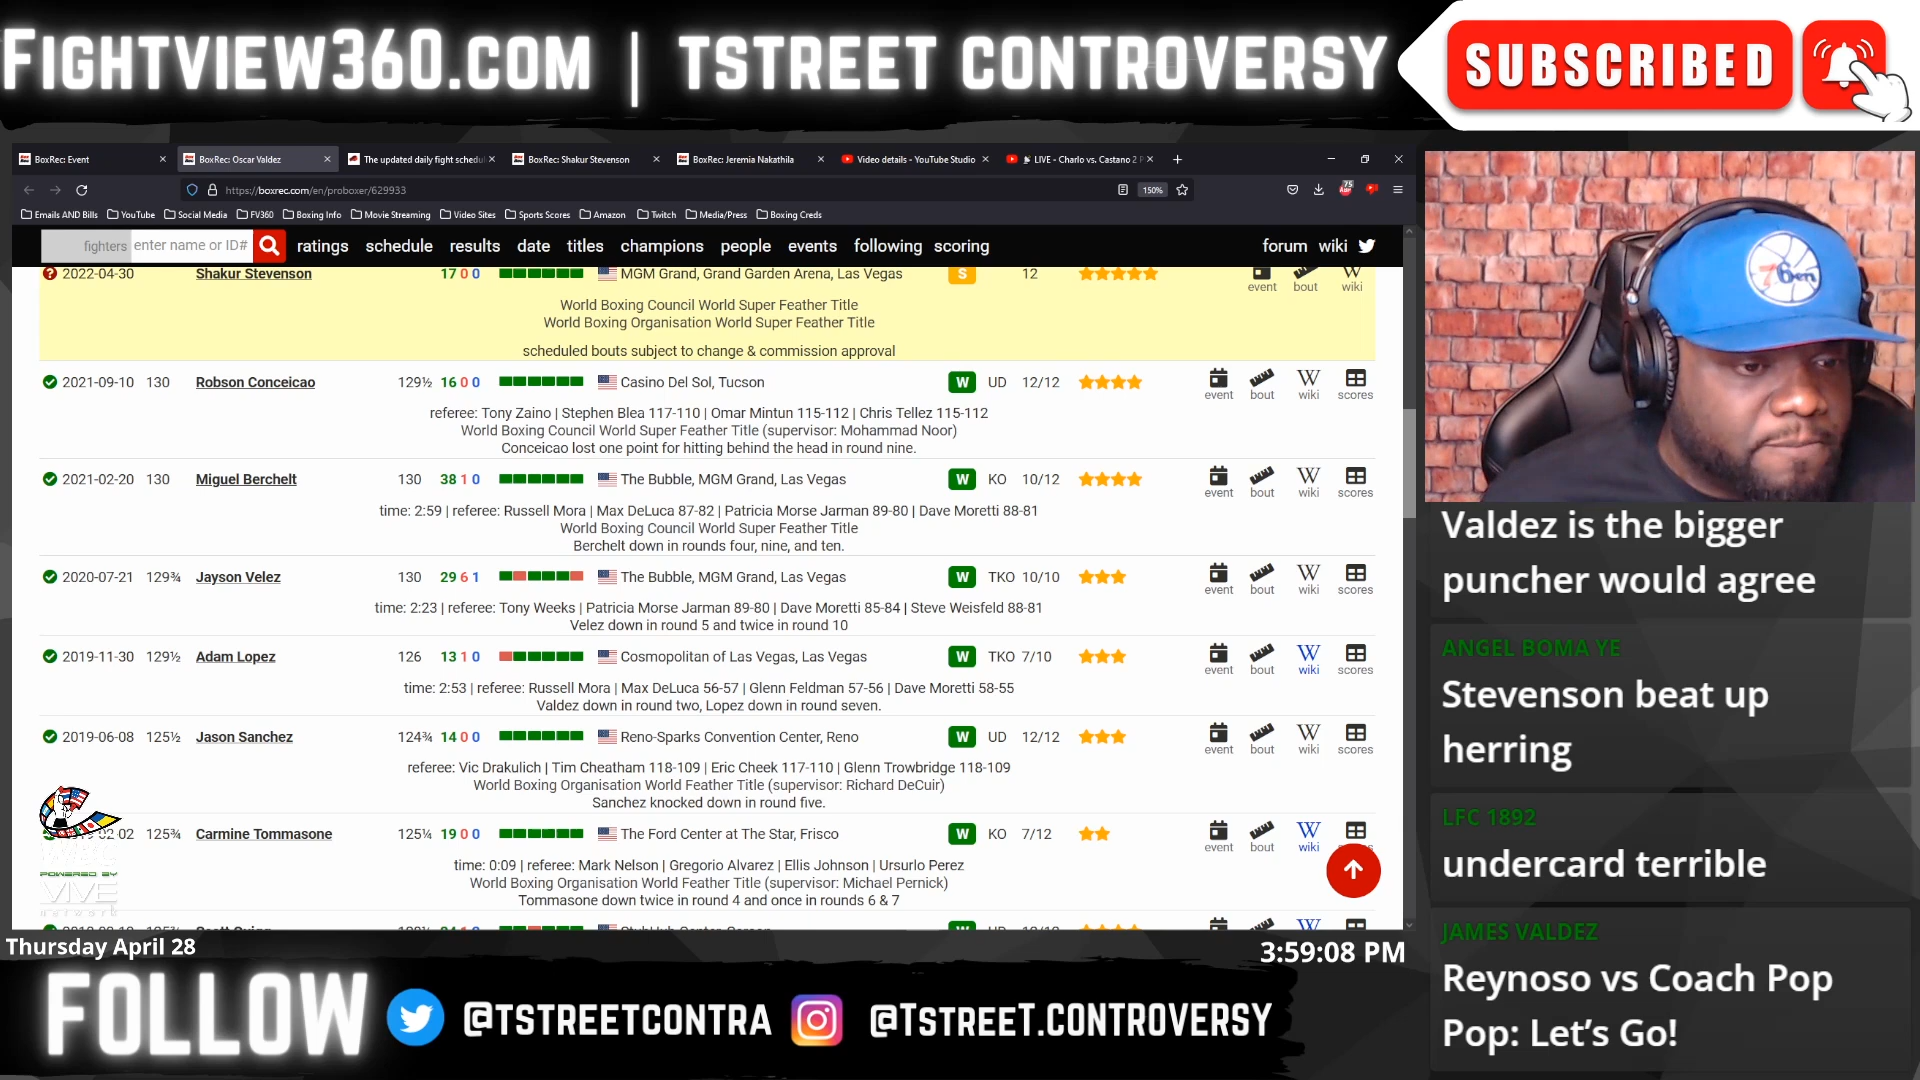 FIGHTVIEW360.COM | TSTREET CONTROVERSY
SUBSCRIBED
BoxRec: Event
BoxRec: Oscar Valdez
The updated daily fight schedul
BoxRec: Shakur Stevenson
BoxRec: Jeremia Nakathila
Video details - YouTube Studio
LIVE - Charlo vs. Castano 2 P
https://boxrec.com/en/proboxer/629933
150%
75
Emails AND Bills YouTube Social Media FV360 Boxing Info Movie Streaming Video Sites Sports Scores Amazon Twitch Media/Press Boxing Creds
fighters enter name or ID# ratings schedule results date titles champions people events following scoring forum wiki
2022-04-30 Shakur Stevenson 17 0 0 MGM Grand, Grand Garden Arena, Las Vegas S 12
event bout wiki
World Boxing Council World Super Feather Title
World Boxing Organisation World Super Feather Title
scheduled bouts subject to change & commission approval
2021-09-10 130 Robson Conceicao 129½ 16 0 0 Casino Del Sol, Tucson W UD 12/12
event bout wiki scores
referee: Tony Zaino | Stephen Blea 117-110 | Omar Mintun 115-112 | Chris Tellez 115-112
World Boxing Council World Super Feather Title (supervisor: Mohammad Noor)
Conceicao lost one point for hitting behind the head in round nine.
2021-02-20 130 Miguel Berchelt 130 38 1 0 The Bubble, MGM Grand, Las Vegas W KO 10/12
event bout wiki scores
time: 2:59 | referee: Russell Mora | Max DeLuca 87-82 | Patricia Morse Jarman 89-80 | Dave Moretti 88-81
World Boxing Council World Super Feather Title
Berchelt down in rounds four, nine, and ten.
2020-07-21 129¾ Jayson Velez 130 29 6 1 The Bubble, MGM Grand, Las Vegas W TKO 10/10
event bout wiki scores
time: 2:23 | referee: Tony Weeks | Patricia Morse Jarman 89-80 | Dave Moretti 85-84 | Steve Weisfeld 88-81
Velez down in round 5 and twice in round 10
2019-11-30 129½ Adam Lopez 126 13 1 0 Cosmopolitan of Las Vegas, Las Vegas W TKO 7/10
event bout wiki scores
time: 2:53 | referee: Russell Mora | Max DeLuca 56-57 | Glenn Feldman 57-56 | Dave Moretti 58-55
Valdez down in round two, Lopez down in round seven.
2019-06-08 125½ Jason Sanchez 124¾ 14 0 0 Reno-Sparks Convention Center, Reno W UD 12/12
event bout wiki scores
referee: Vic Drakulich | Tim Cheatham 118-109 | Eric Cheek 117-110 | Glenn Trowbridge 118-109
World Boxing Organisation World Feather Title (supervisor: Richard DeCuir)
Sanchez knocked down in round five.
02 125¾ Carmine Tommasone 125¼ 19 0 0 The Ford Center at The Star, Frisco W KO 7/12
event bout wiki
time: 0:09 | referee: Mark Nelson | Gregorio Alvarez | Ellis Johnson | Ursurlo Perez
World Boxing Organisation World Feather Title (supervisor: Michael Pernick)
Tommasone down twice in round 4 and once in rounds 6 & 7
POWERED BY
VIVE
network
76ers
Valdez is the bigger
puncher would agree
ANGEL BOMA YE
Stevenson beat up
herring
LFC 1892
undercard terrible
JAMES VALDEZ
Reynoso vs Coach Pop
Pop: Let's Go!
Thursday April 28
3:59:08 PM
FOLLOW @TSTREETCONTRA @TSTREET.CONTROVERSY